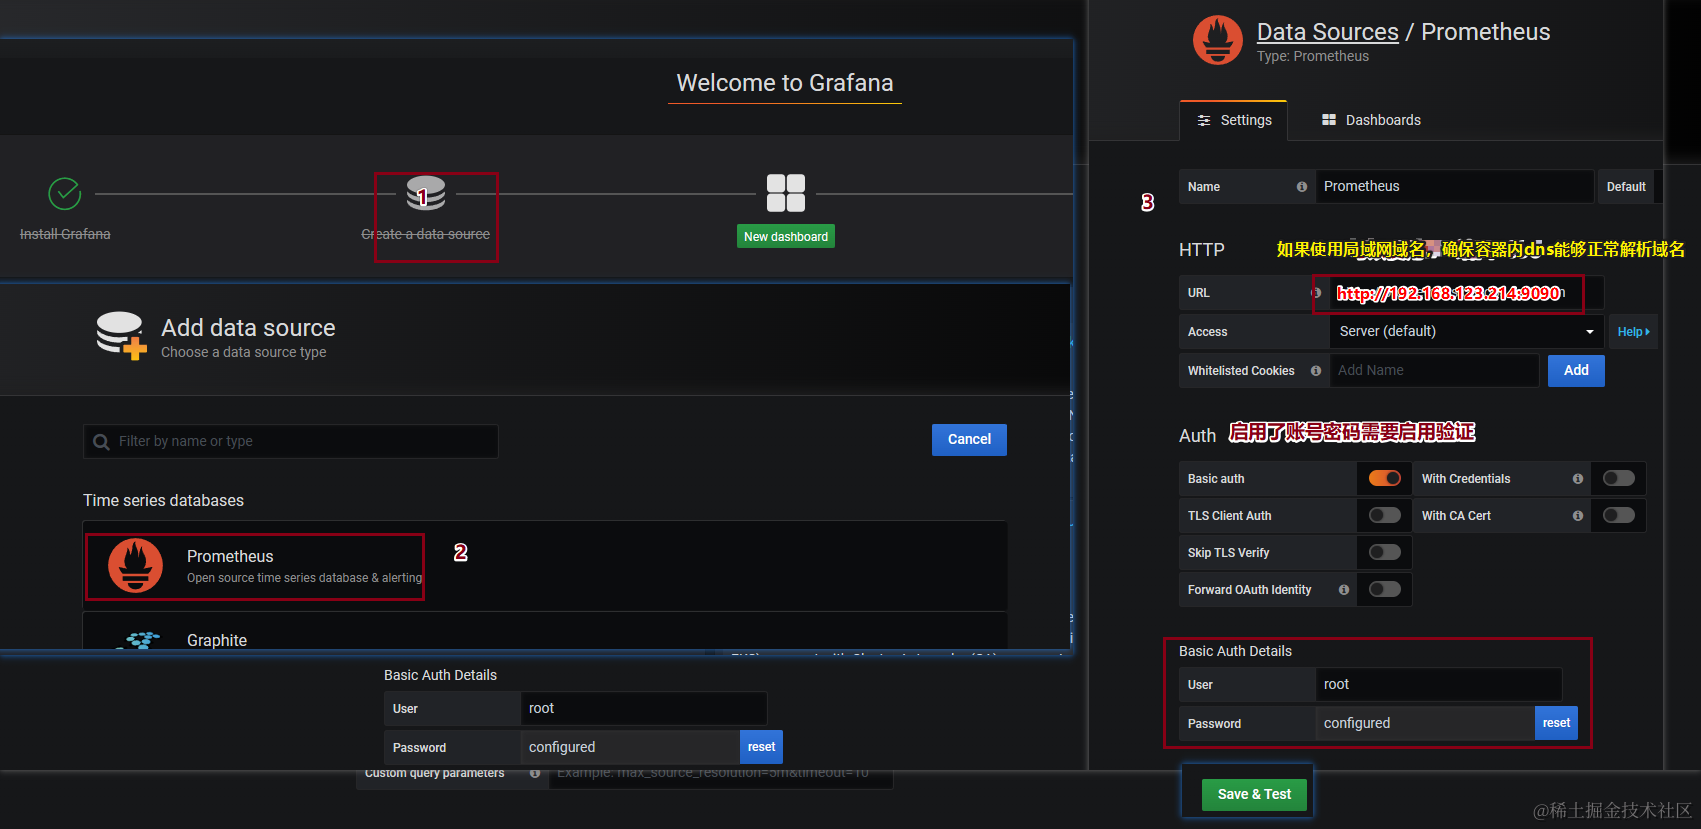 Welcome to Grafana
1
Install Grafana
Create a data source
New dashboard
Add data source
Choose a data source type
Filter by name or type
Cancel
Time series databases
Prometheus
Open source time series database & alerting
2
Graphite
Basic Auth Details
User
root
Password
configured
reset
Custom query parameters
Example: max_source_resolution=5m&timeout=10
Data Sources / Prometheus
Type: Prometheus
Settings
Dashboards
3
Name
Prometheus
Default
HTTP
如果使用局域网域名,确保容器内dns能够正常解析域名
URL
http://192.168.123.214:9090
Access
Server (default)
Help
Whitelisted Cookies
Add Name
Add
Auth
启用了账号密码需要启用验证
Basic auth
With Credentials
TLS Client Auth
With CA Cert
Skip TLS Verify
Forward OAuth Identity
Basic Auth Details
User
root
Password
configured
reset
Save & Test
@稀土掘金技术社区